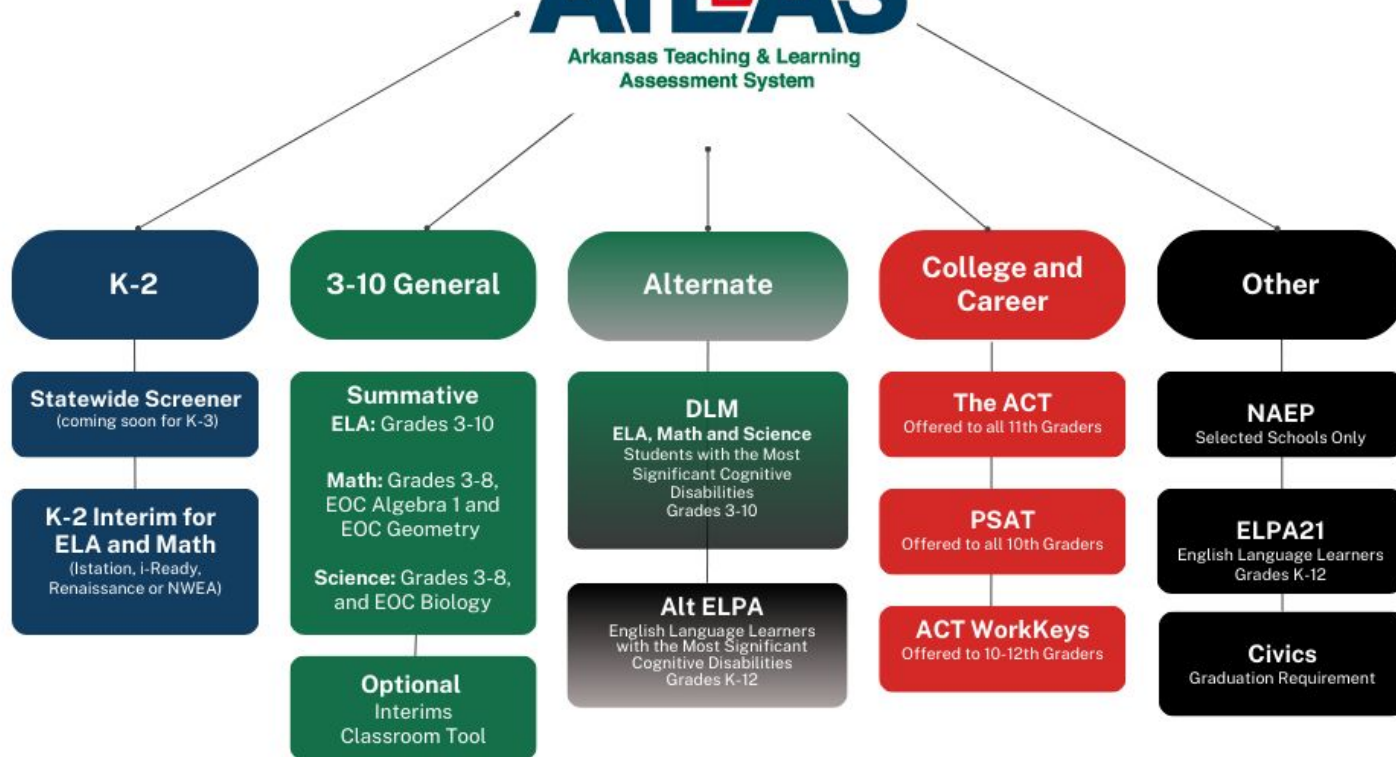 ATLAS
Arkansas Teaching & Learning
Assessment System
K-2
Statewide Screener
(coming soon for K-3)
K-2 Interim for
ELA and Math
(Istation, i-Ready,
Renaissance or NWEA)
3-10 General
Summative
ELA: Grades 3-10
Math: Grades 3-8,
EOC Algebra 1 and
EOC Geometry
Science: Grades 3-8,
and EOC Biology
Optional
Interims
Classroom Tool
Alternate
DLM
ELA, Math and Science
Students with the Most
Significant Cognitive
Disabilities
Grades 3-10
Alt ELPA
English Language Learners
with the Most Significant
Cognitive Disabilities
Grades K-12
College and
Career
The ACT
Offered to all 11th Graders
PSAT
Offered to all 10th Graders
ACT WorkKeys
Offered to 10-12th Graders
Other
NAEP
Selected Schools Only
ELPA21
English Language Learners
Grades K-12
Civics
Graduation Requirement